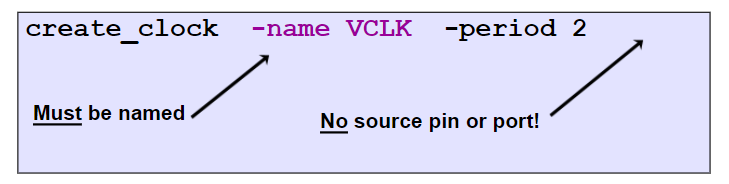 create_clock -name VCLK -period 2
Must be named
No source pin or port!